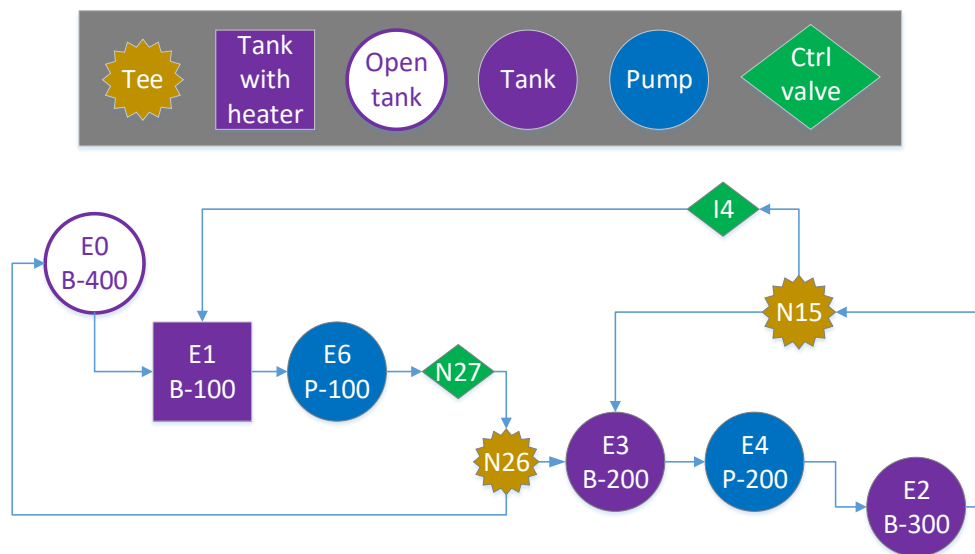 Tee
Tank
with
heater
Open
tank
Tank
Pump
Ctrl
valve
I4
E0
B-400
N15
E1
B-100
E6
P-100
N27
N26
E3
B-200
E4
P-200
E2
B-300